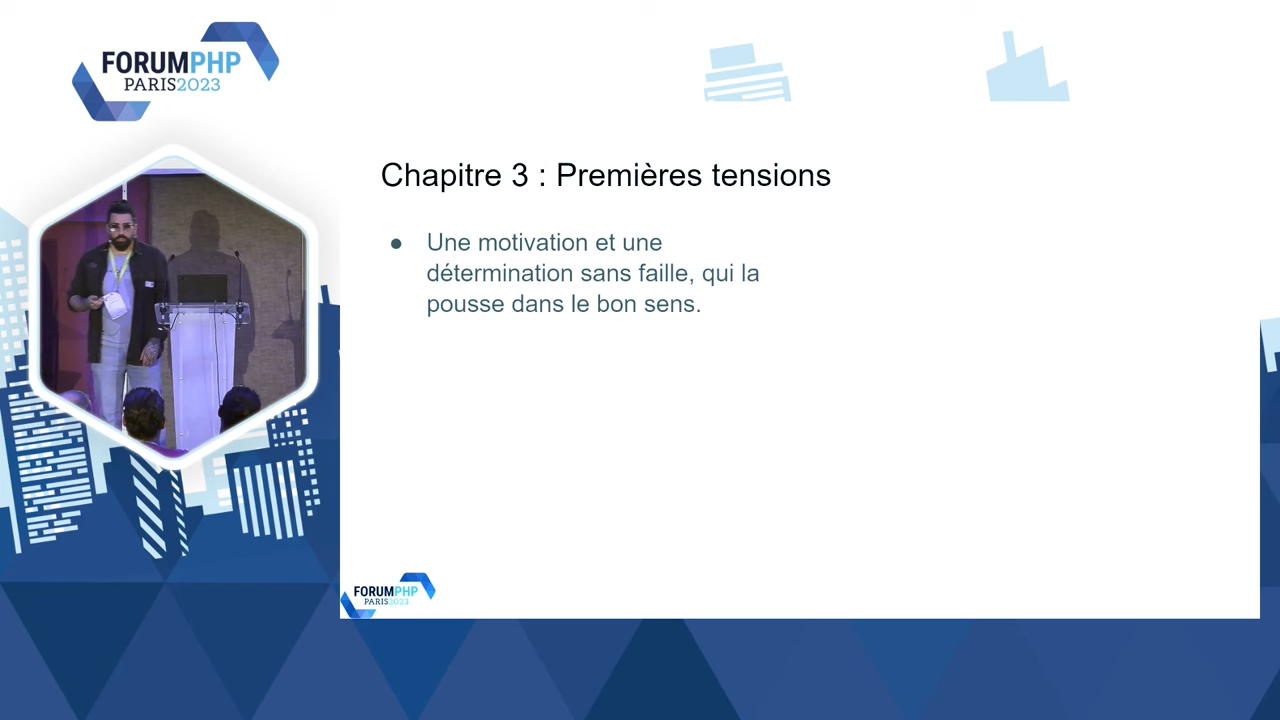 FORUMPHP
PARIS2023
Chapitre 3 : Premières tensions
● Une motivation et une
détermination sans faille, qui la
pousse dans le bon sens.
FORUMPHP
PARIS2023